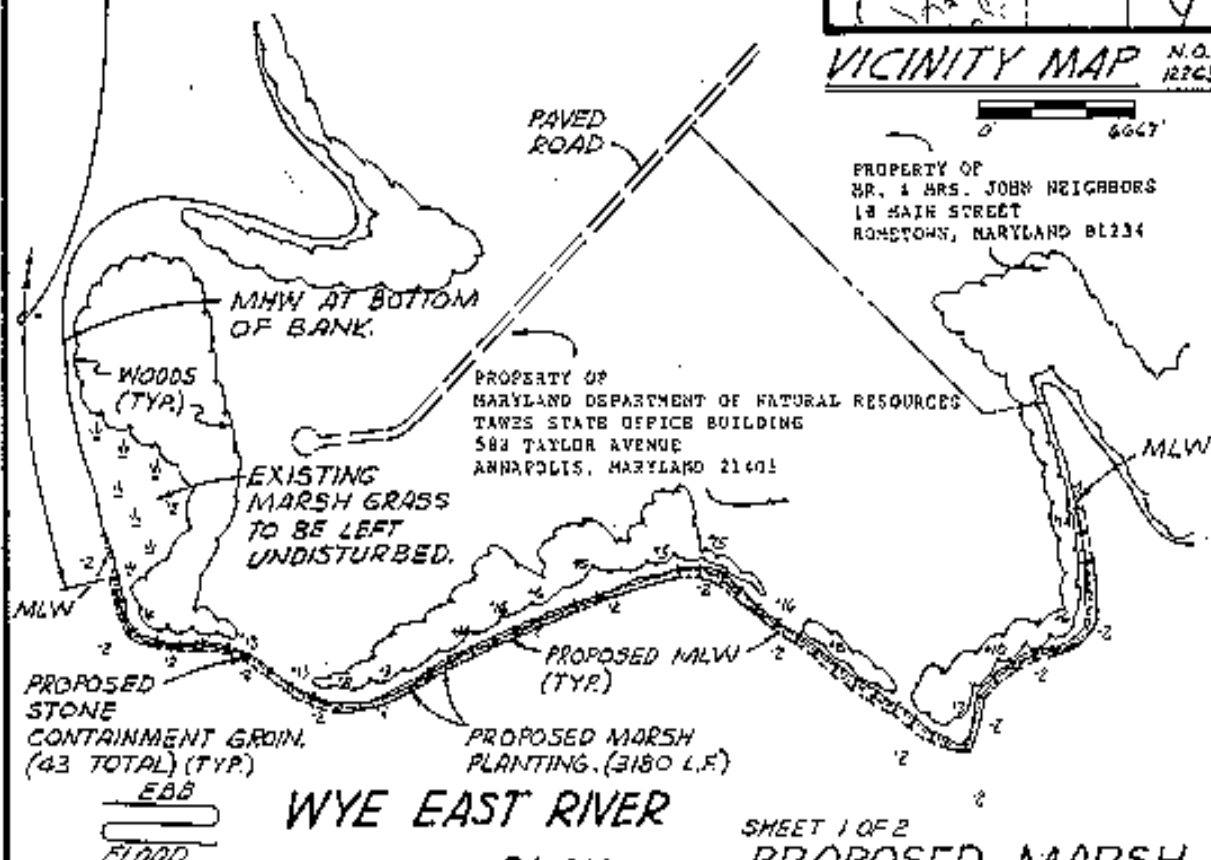 VICINITY MAP
N.O.
0'
PAVED
ROAD
PROPERTY OF
MR. & MRS. JOHN NEIGHBORS
10 MAIN STREET
HOMETOWN, MARYLAND 01234
MHW AT BOTTOM
OF BANK.
WOODS
(TYP.)
PROPERTY OF
MARYLAND DEPARTMENT OF NATURAL RESOURCES
TAWES STATE OFFICE BUILDING
580 TAYLOR AVENUE
ANNAPOLIS, MARYLAND 21401
MLW
EXISTING
MARSH GRASS
TO BE LEFT
UNDISTURBED.
MLW
PROPOSED MLW
(TYP.)
PROPOSED
STONE
CONTAINMENT GROIN.
(43 TOTAL) (TYP.)
PROPOSED MARSH
PLANTING. (3180 L.F.)
EBB
FLOOD
WYE EAST RIVER
SHEET 1 OF 2
PROPOSED MARSH